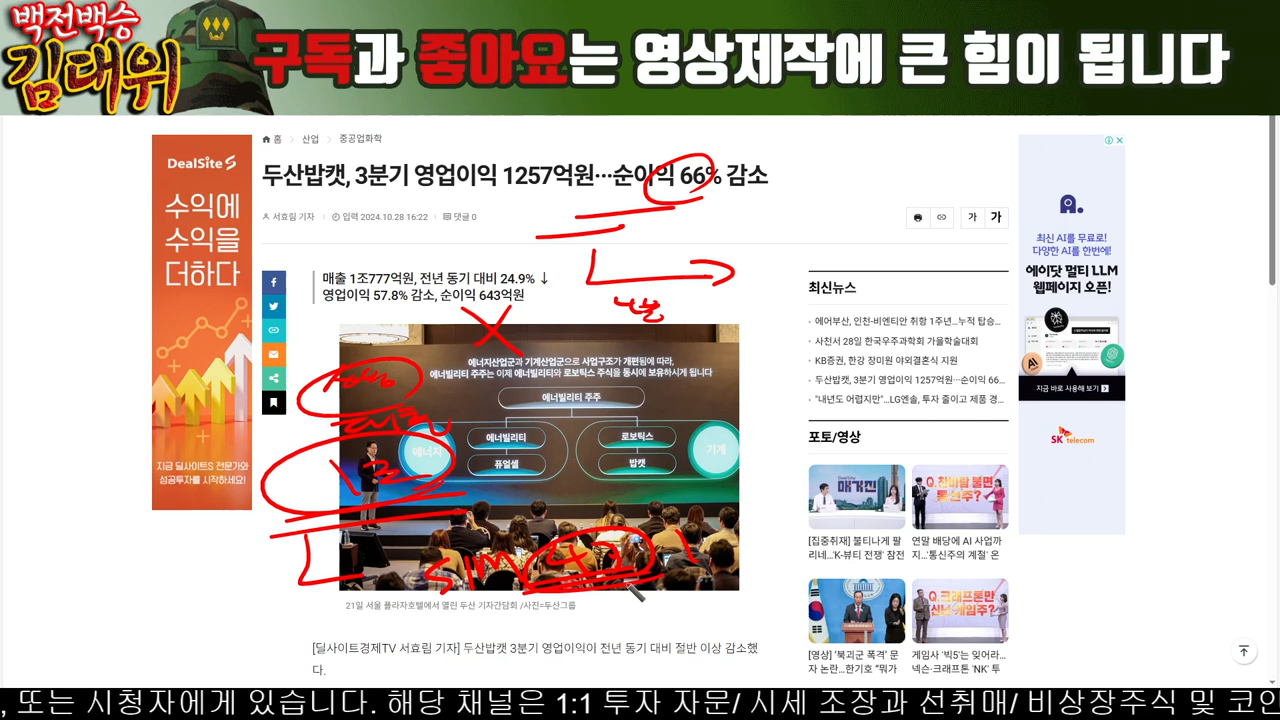 백전백승
김대위
구독과 좋아요는 영상제작에 큰 힘이 됩니다
홈 > 산업 > 중공업화학
두산밥캣, 3분기 영업이익 1257억원…순이익 66% 감소
서효림 기자 | 입력 2024.10.28 16:22 | 댓글 0
가 가
매출 1조777억원, 전년 동기 대비 24.9% ↓
영업이익 57.8% 감소, 순이익 643억원
DealSite
수익에
수익을
더하다
지금 딜사이트S 전문가와
성공투자를 시작하세요!
에너지산업군과 기계산업군으로 사업구조가 개편됨에 따라,
에너빌리티 주주는 이제 에너빌리티와 로보틱스 주식을 동시에 보유하시게 됩니다
에너빌리티 주주
에너지
에너빌리티
퓨얼셀
로보틱스
밥캣
기계
21일 서울 플라자호텔에서 열린 두산 기자간담회 /사진=두산그룹
[딜사이트경제TV 서효림 기자] 두산밥캣 3분기 영업이익이 전년 동기 대비 절반 이상 감소했
다.
최신뉴스
에어부산, 인천-비엔티안 취항 1주년…누적 탑승…
사천서 28일 한국우주과학회 가을학술대회
KB증권, 한강 장미원 야외결혼식 지원
두산밥캣, 3분기 영업이익 1257억원…순이익 66…
"내년도 어렵지만"…LG엔솔, 투자 줄이고 제품 경…
포토/영상
매거진
[집중취재] 불티나게 팔
리네…'K-뷰티 전쟁' 참전
Q.찬바람 불면
통신주?
연말 배당에 AI 사업까
지…'통신주의 계절' 온
[영상] '북괴군 폭격' 문
자 논란…한기호 "뭐가
Q.크래프톤만
신난 게임주?
게임사 '빅5'는 잊어라…
넥슨·크래프톤 'NK' 투
최신 AI를 무료로!
다양한 AI를 한번에!
에이닷 멀티 LLM
웹페이지 오픈!
지금 바로 사용해 보기
SK telecom
, 또는 시청자에게 있습니다. 해당 채널은 1:1 투자 자문/ 시세 조장과 선취매/ 비상장주식 및 코인